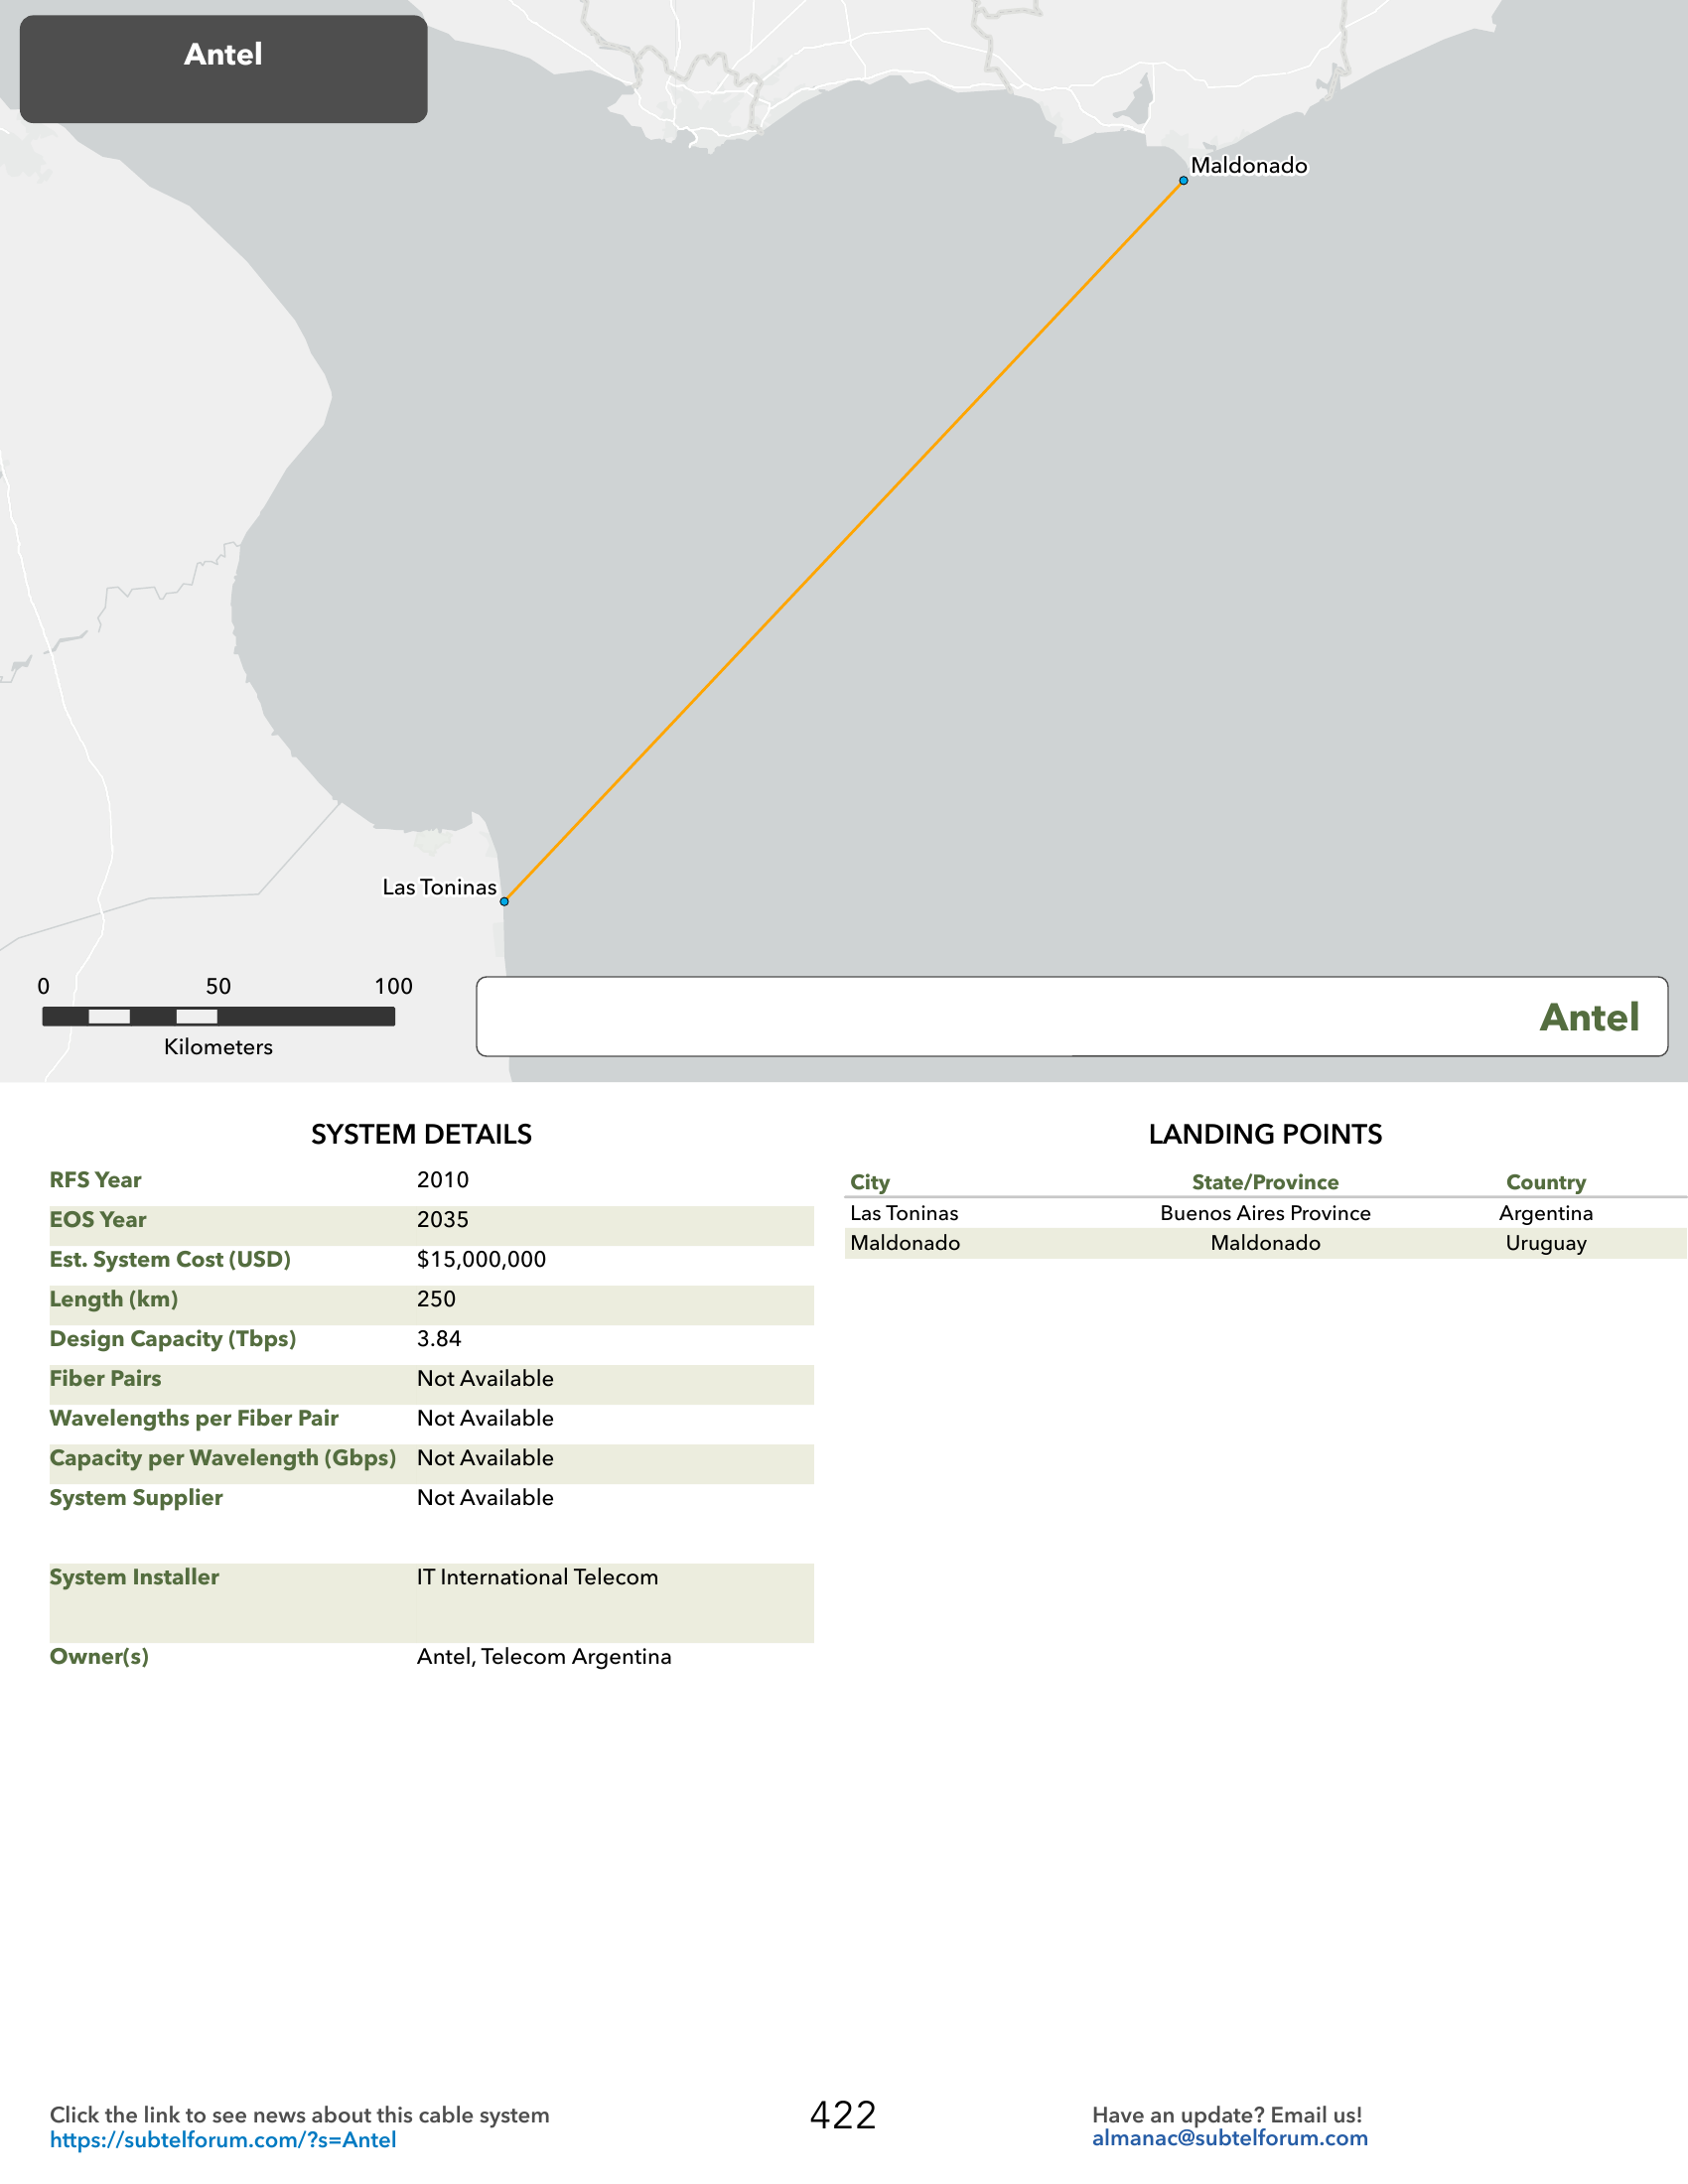 Antel
Maldonado
Las Toninas
0 50 100
Kilometers
Antel
SYSTEM DETAILS
RFS Year 2010
EOS Year 2035
Est. System Cost (USD) $15,000,000
Length (km) 250
Design Capacity (Tbps) 3.84
Fiber Pairs Not Available
Wavelengths per Fiber Pair Not Available
Capacity per Wavelength (Gbps) Not Available
System Supplier Not Available
System Installer IT International Telecom
Owner(s) Antel, Telecom Argentina
LANDING POINTS
City State/Province Country
Las Toninas Buenos Aires Province Argentina
Maldonado Maldonado Uruguay
Click the link to see news about this cable system
https://subtelforum.com/?s=Antel
422
Have an update? Email us!
almanac@subtelforum.com